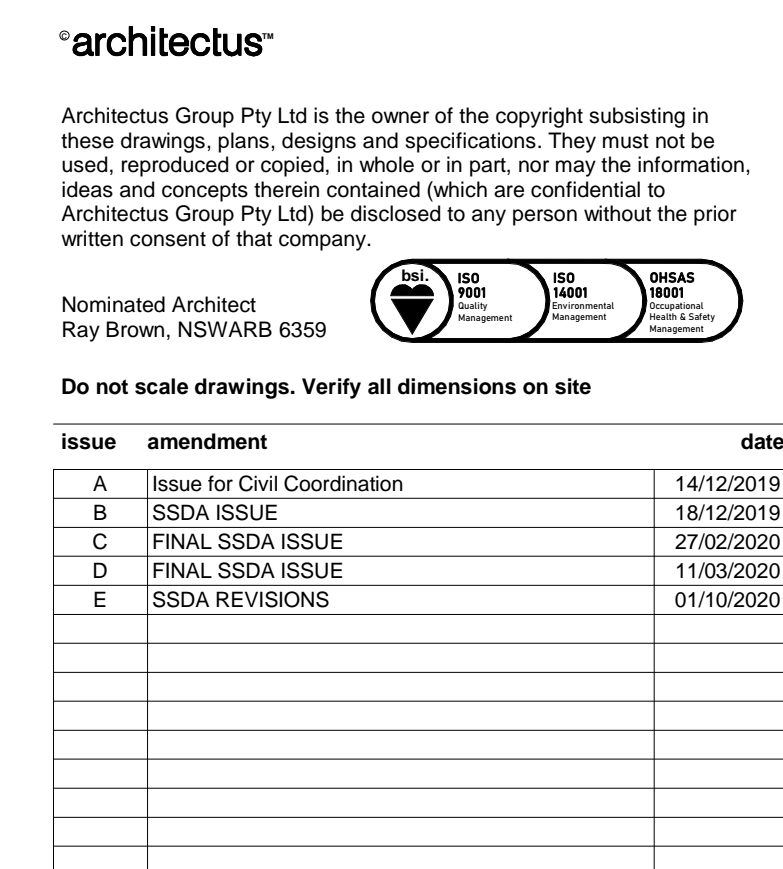 ©architectus™
Architectus Group Pty Ltd is the owner of the copyright subsisting in
these drawings, plans, designs and specifications. They must not be
used, reproduced or copied, in whole or in part, nor may the information,
ideas and concepts therein contained (which are confidential to
Architectus Group Pty Ltd) be disclosed to any person without the prior
written consent of that company.
Nominated Architect
Ray Brown, NSWARB 6359
bsi.
ISO
9001
Quality
Management
ISO
14001
Environmental
Management
OHSAS
18001
Occupational
Health & Safety
Management
Do not scale drawings. Verify all dimensions on site
issue amendment date
A Issue for Civil Coordination 14/12/2019
B SSDA ISSUE 18/12/2019
C FINAL SSDA ISSUE 27/02/2020
D FINAL SSDA ISSUE 11/03/2020
E SSDA REVISIONS 01/10/2020